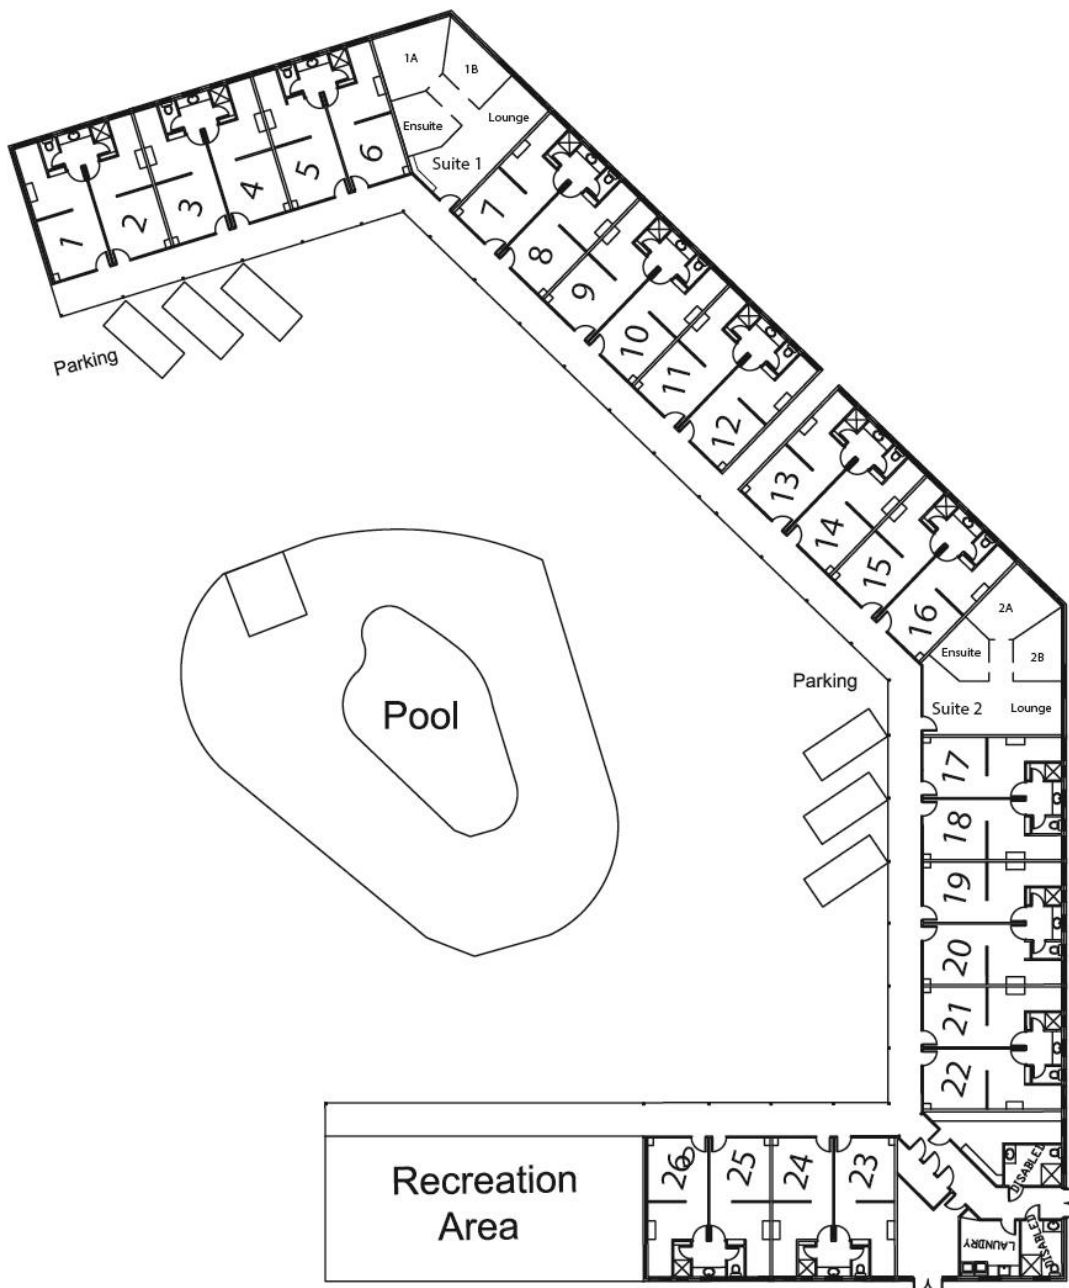 1A
1B
Ensuite
Lounge
Suite 1
1
2
3
4
5
6
7
8
9
10
11
12
13
14
15
16
Parking
2A
Ensuite
2B
Parking
Suite 2
Lounge
Pool
17
18
19
20
21
22
Recreation
Area
26
25
24
23
DISABLED
LAUNDRY
DISABLED